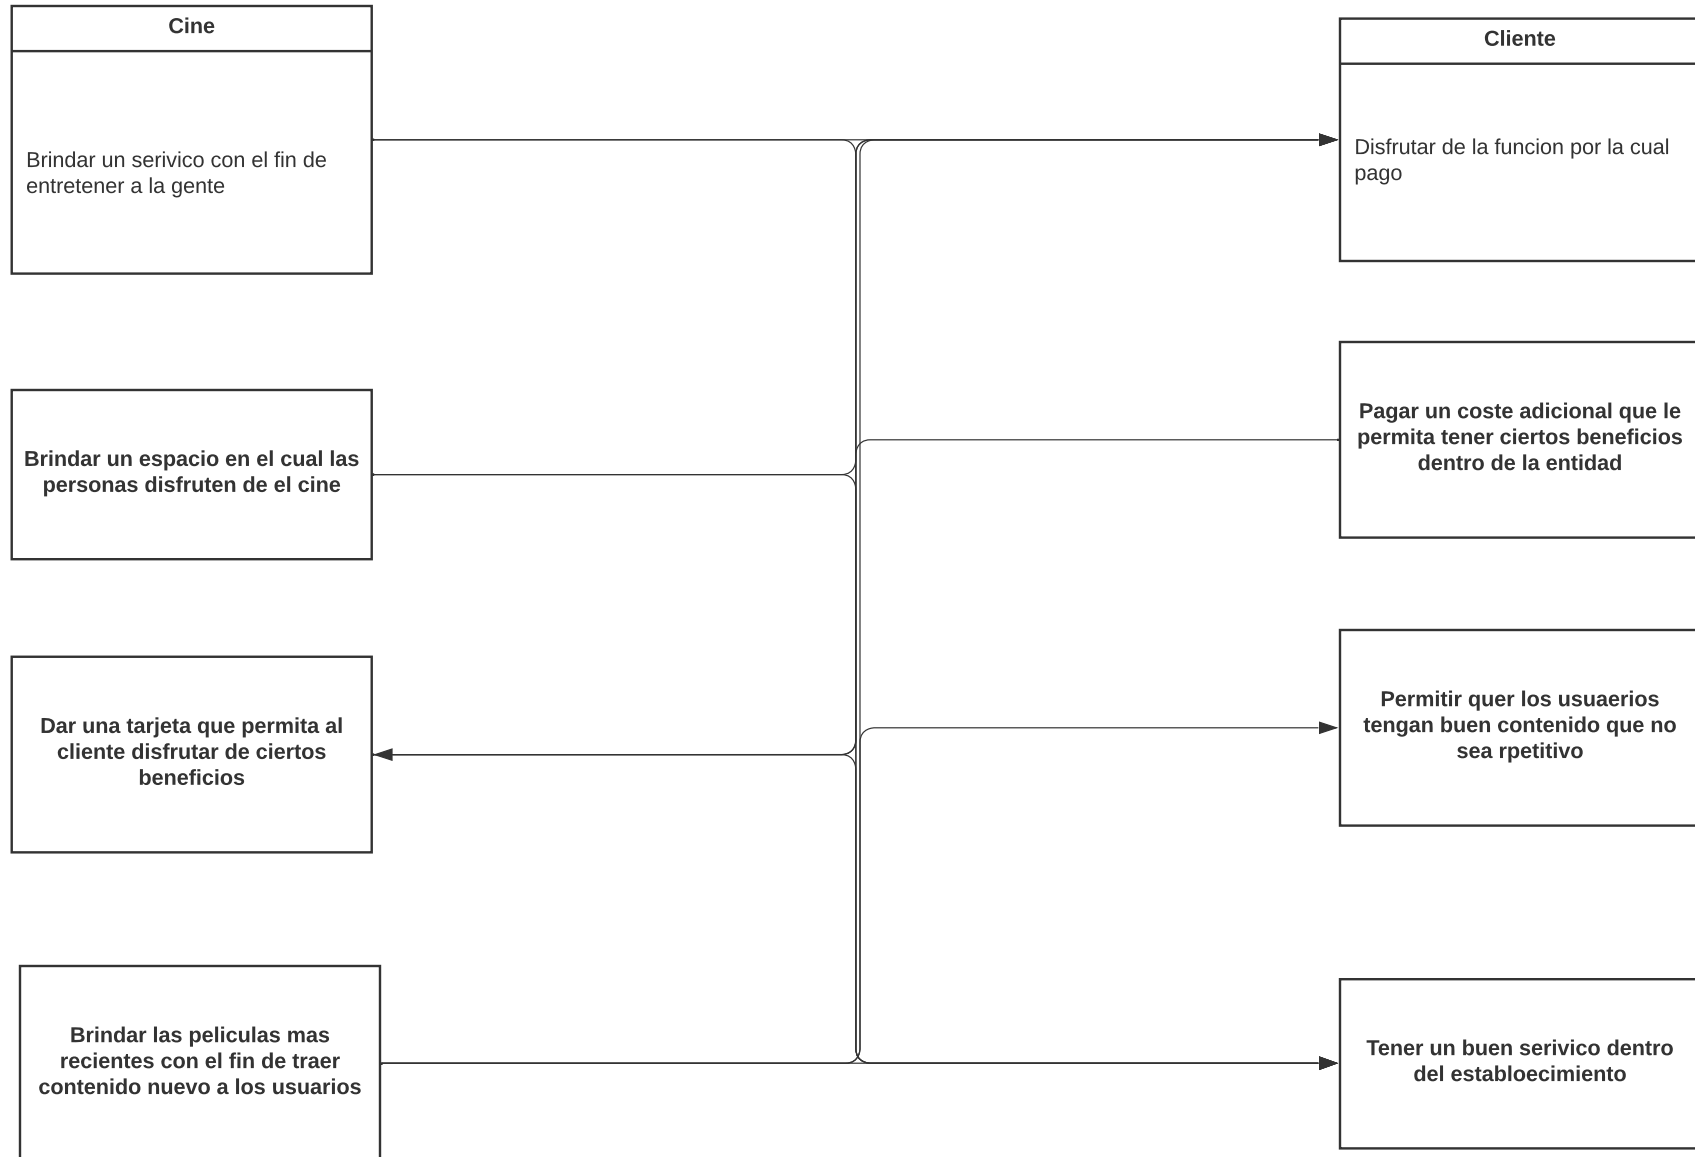 Cine
Brindar un serivico con el fin de
entretener a la gente
Brindar un espacio en el cual las
personas disfruten de el cine
Dar una tarjeta que permita al
cliente disfrutar de ciertos
beneficios
Brindar las peliculas mas
recientes con el fin de traer
contenido nuevo a los usuarios
Cliente
Disfrutar de la funcion por la cual
pago
Pagar un coste adicional que le
permita tener ciertos beneficios
dentro de la entidad
Permitir quer los usuaerios
tengan buen contenido que no
sea rpetitivo
Tener un buen serivico dentro
del establoecimiento